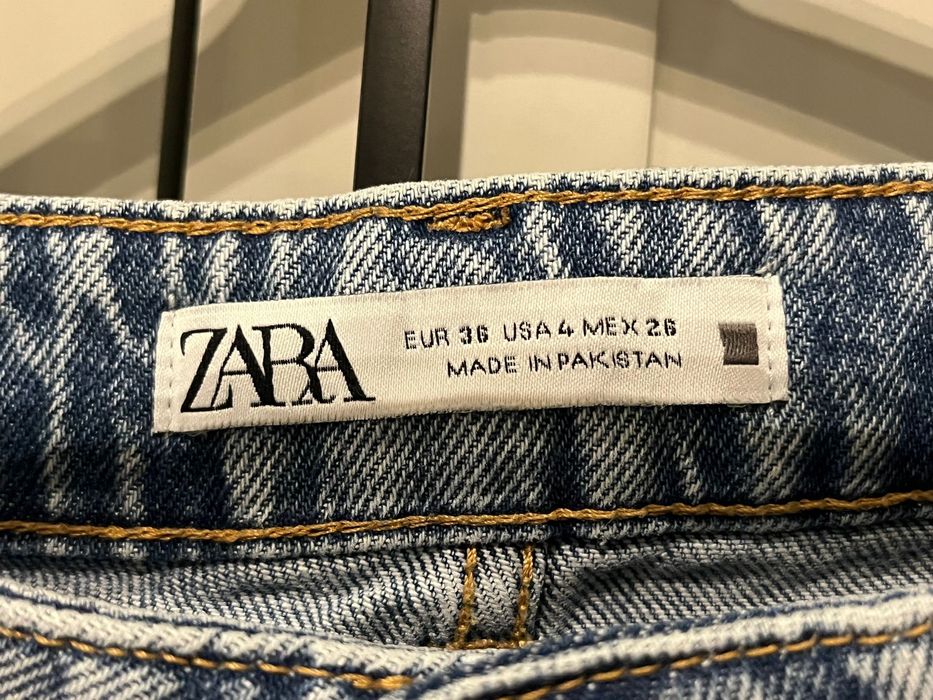 ZARA
EUR 36 USA 4 MEX 26
MADE IN PAKISTAN